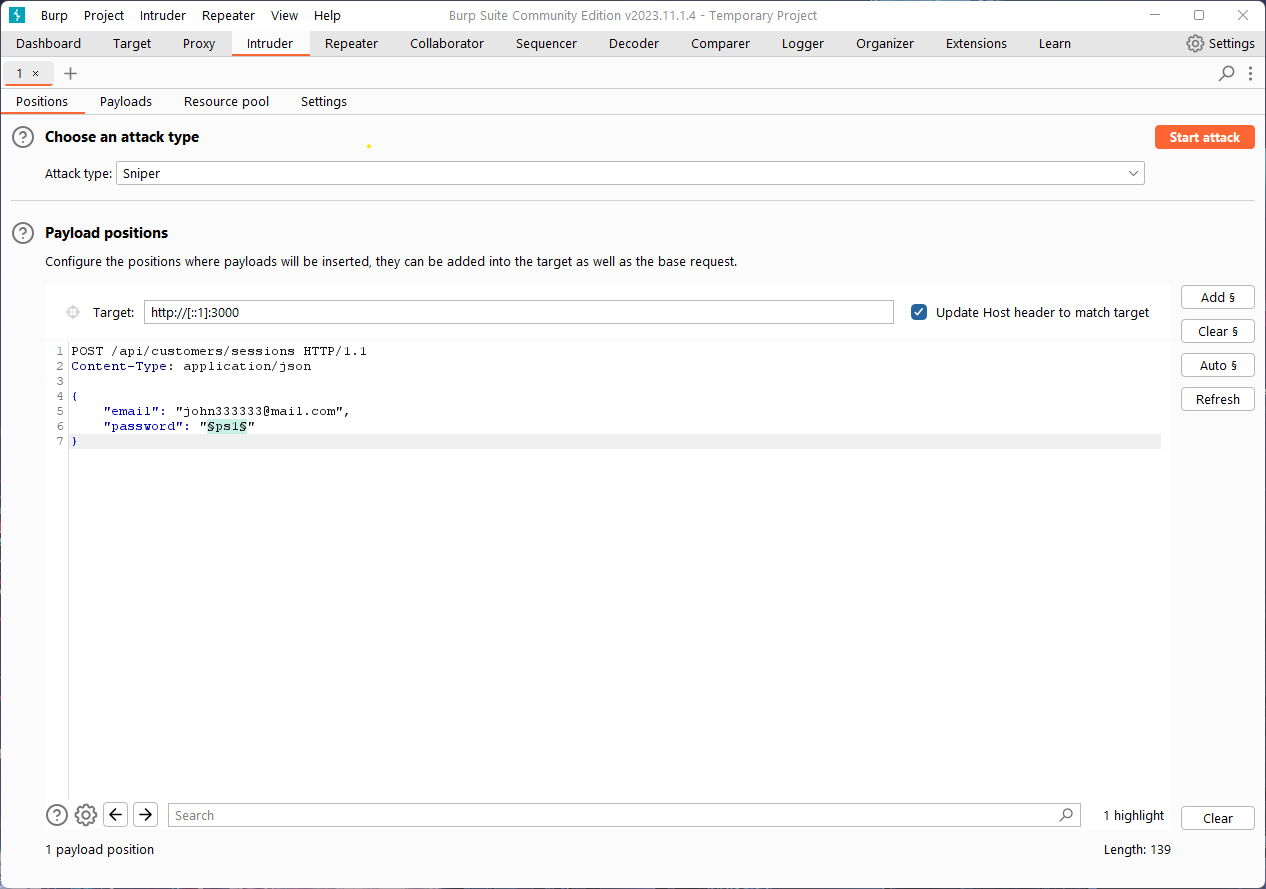 Burp Project Intruder Repeater View Help Burp Suite Community Edition v2023.11.1.4 - Temporary Project
Dashboard Target Proxy Intruder Repeater Collaborator Sequencer Decoder Comparer Logger Organizer Extensions Learn Settings
1 × +
Positions Payloads Resource pool Settings
? Choose an attack type Start attack
Attack type: Sniper
? Payload positions
Configure the positions where payloads will be inserted, they can be added into the target as well as the base request.
Target: http://[::1]:3000 Update Host header to match target
Add §
Clear §
Auto §
Refresh
1 POST /api/customers/sessions HTTP/1.1
2 Content-Type: application/json
3
4 {
5 "email": "john333333@mail.com",
6 "password": "§ps1§"
7 }
? Search 1 highlight Clear
1 payload position Length: 139